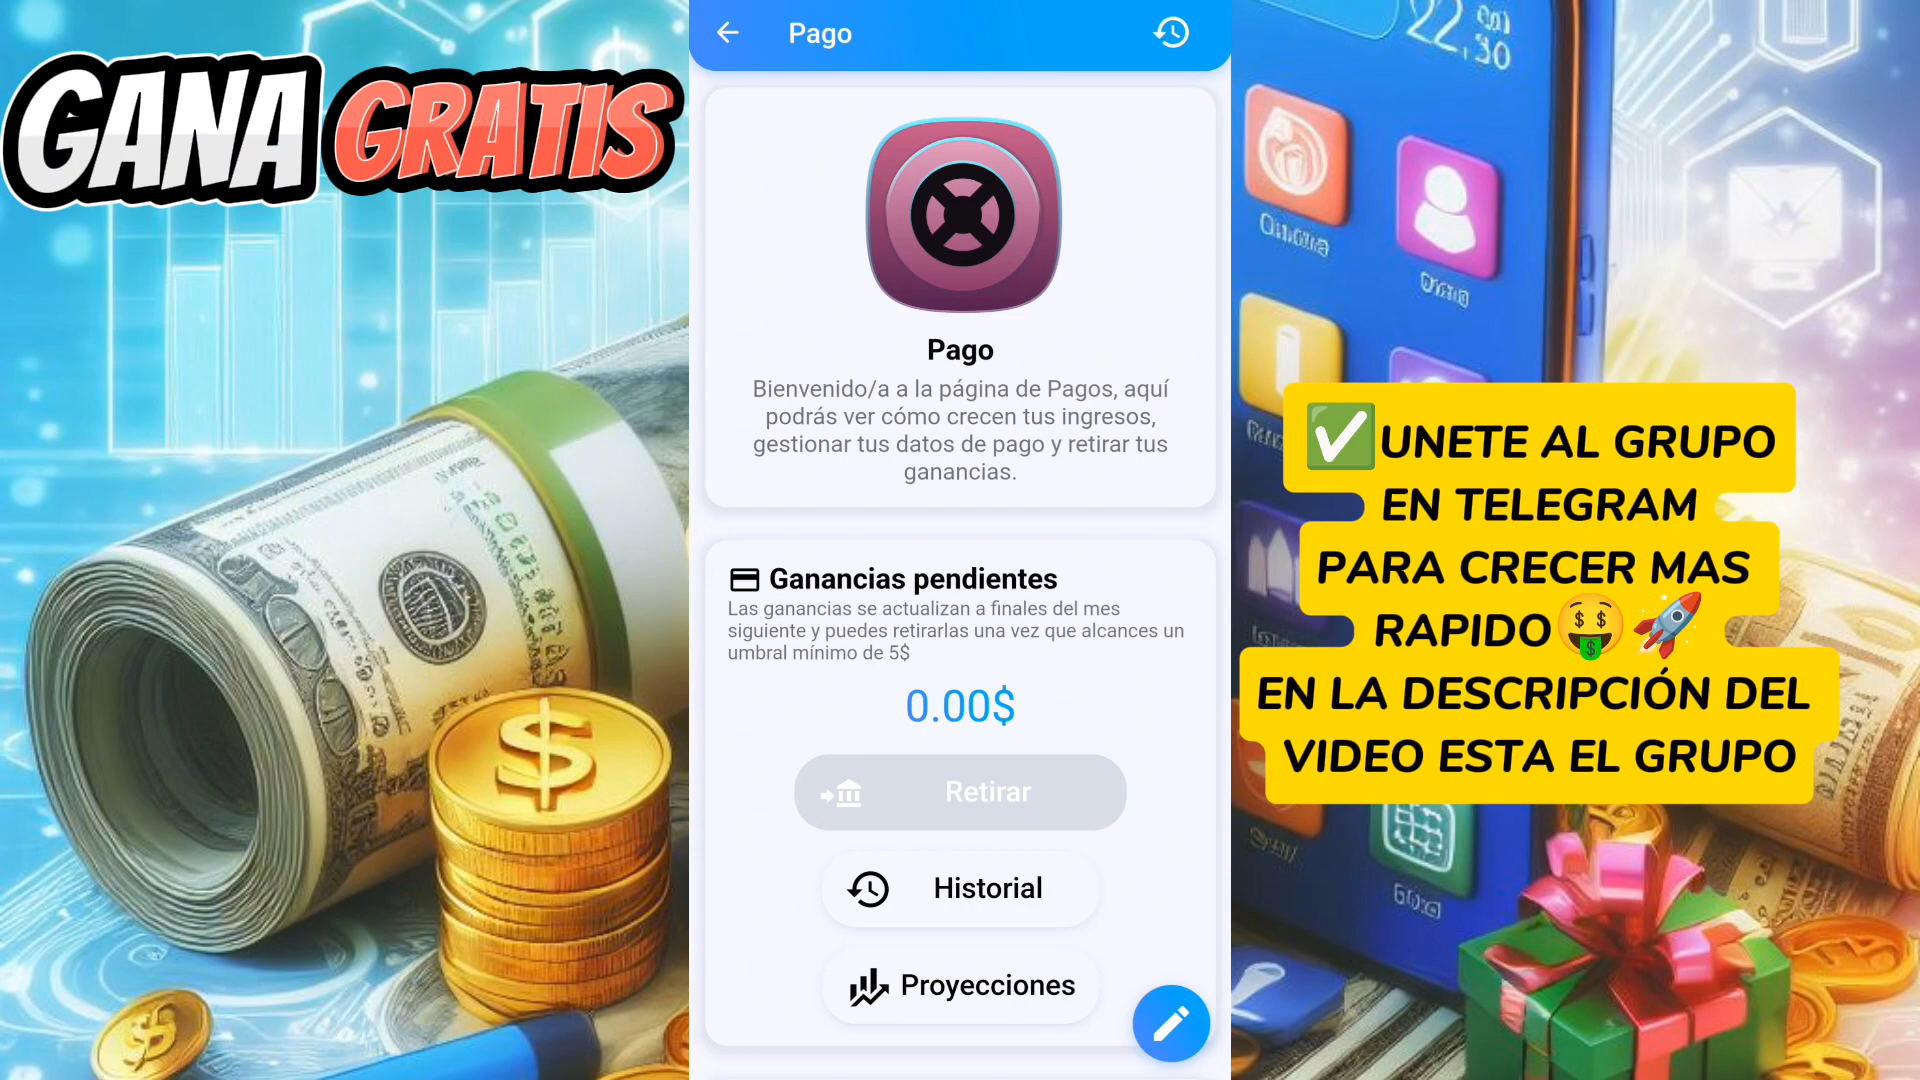 GANA GRATIS
Pago
Pago
Bienvenido/a a la página de Pagos, aquí
podrás ver cómo crecen tus ingresos,
gestionar tus datos de pago y retirar tus
ganancias.
Ganancias pendientes
Las ganancias se actualizan a finales del mes
siguiente y puedes retirarlas una vez que alcances un
umbral mínimo de 5$
0.00$
Retirar
Historial
Proyecciones
✅UNETE AL GRUPO
EN TELEGRAM
PARA CRECER MAS
RAPIDO🤑🚀
EN LA DESCRIPCIÓN DEL
VIDEO ESTA EL GRUPO